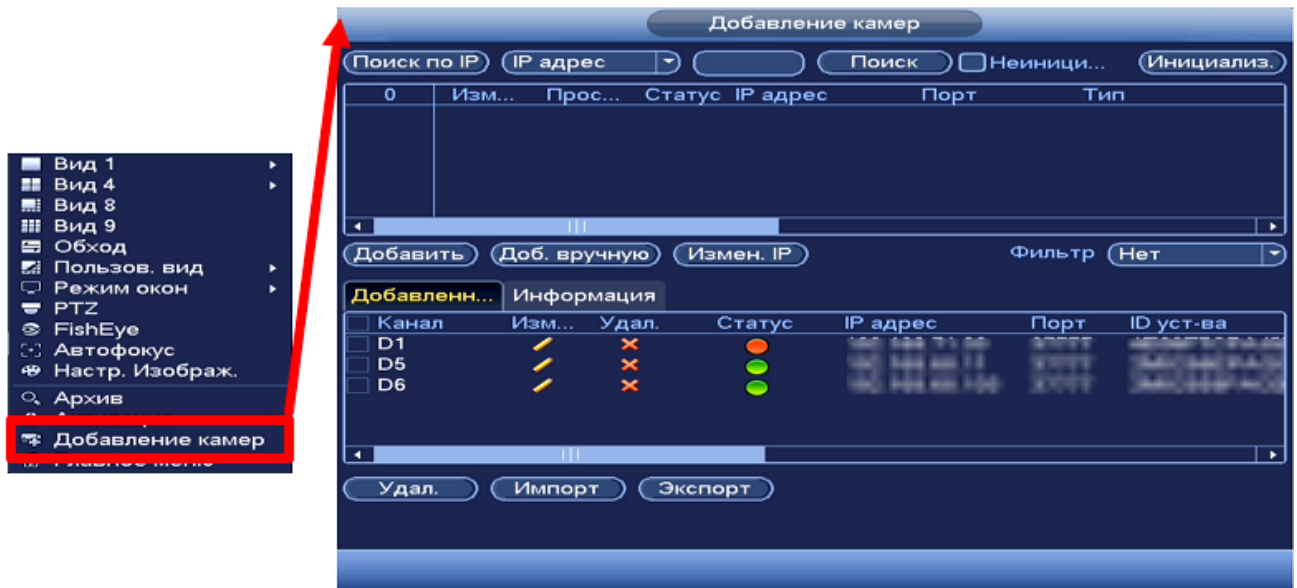 Вид 1
Вид 4
Вид 8
Вид 9
Обход
Пользов. вид
Режим окон
PTZ
FishEye
Автофокус
Настр. Изображ.
Архив
Добавление камер
Главное меню
Добавление камер
Поиск по IP IP адрес Поиск Неиници... Инициализ.
0 Изм... Прос... Статус IP адрес Порт Тип
Добавить Доб. вручную Измен. IP Фильтр Нет
Добавленн... Информация
Канал Изм... Удал. Статус IP адрес Порт ID уст-ва
D1
D5
D6
Удал. Импорт Экспорт